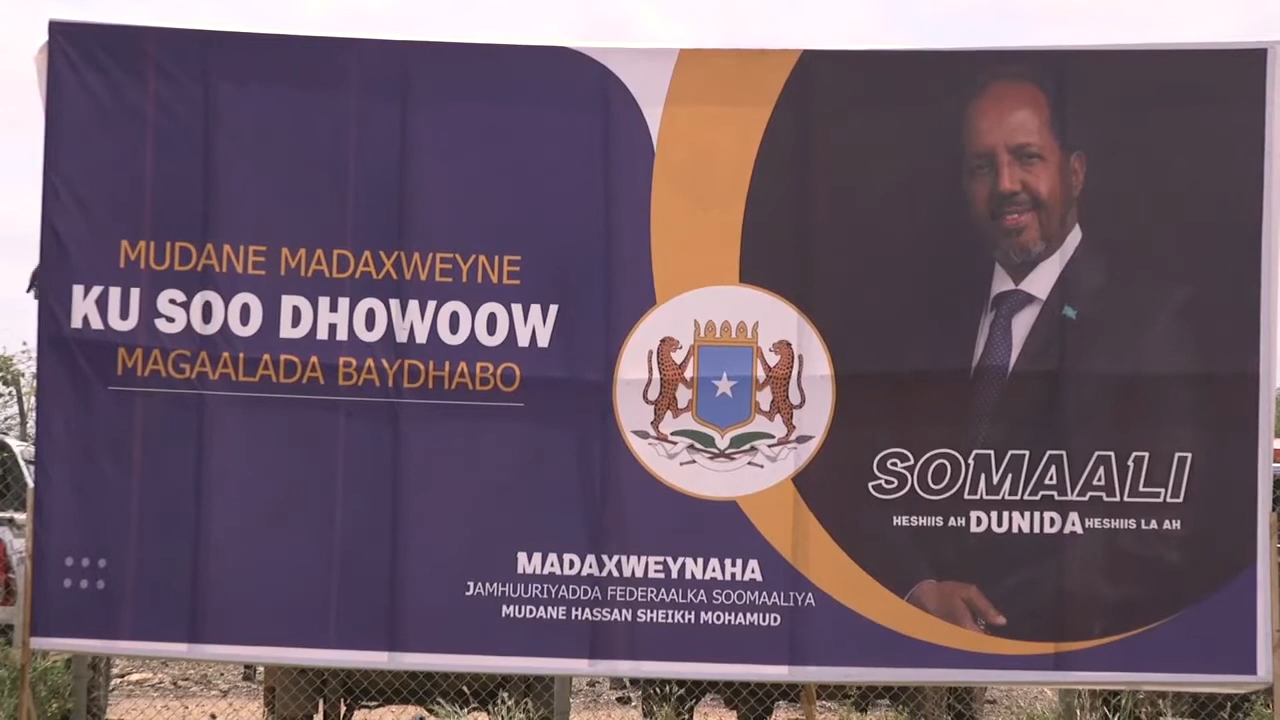 MUDANE MADAXWEYNE
KU SOO DHOWOOW
MAGAALADA BAYDHABO
MADAXWEYNAHA
JAMHUURIYADDA FEDERAALKA SOOMAALIYA
MUDANE HASSAN SHEIKH MOHAMUD
SOMAALI
HESHIIS AH DUNIDA HESHIIS LA AH